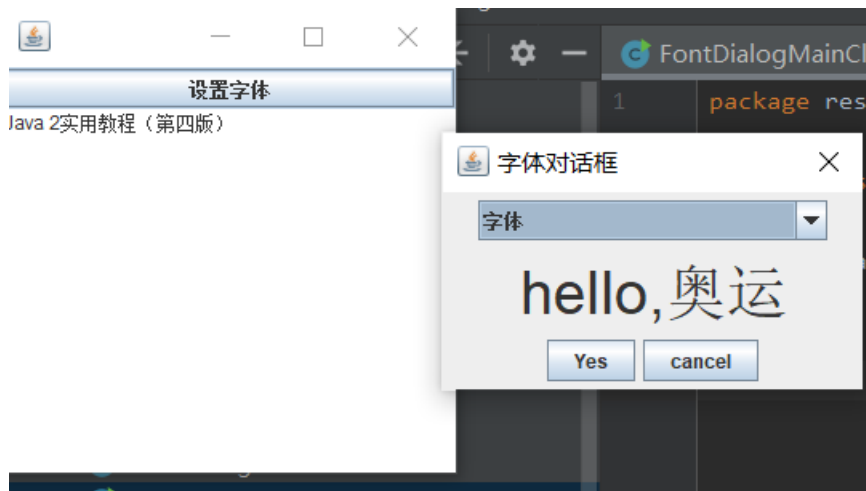 设置字体
Java 2实用教程（第四版）
FontDialogMainCl
1 package res
字体对话框
字体
hello,奥运
Yes cancel